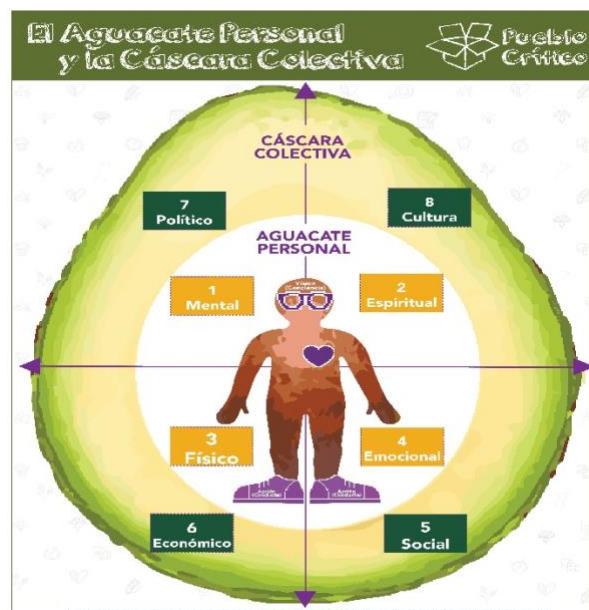 El Aguacate Personal
y la Cáscara Colectiva
Pueblo
Crítico
CÁSCARA
COLECTIVA
7
Político
8
Cultura
AGUACATE
PERSONAL
1
Mental
2
Espiritual
(Conciencia)
3
Físico
4
Emocional
6
Económico
5
Social